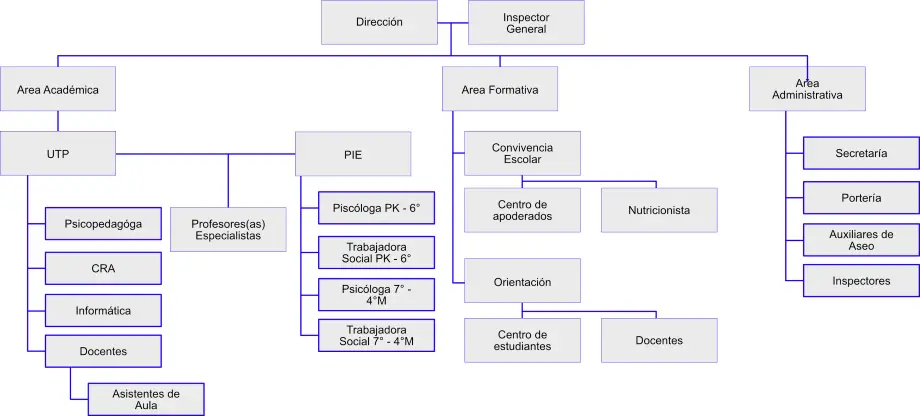 Dirección
Inspector
General
Area Académica
Area Formativa
Area
Administrativa
UTP
PIE
Convivencia
Escolar
Secretaría
Psicopedagóga
Profesores(as)
Especialistas
Piscóloga PK - 6°
Centro de
apoderados
Nutricionista
Portería
CRA
Trabajadora
Social PK - 6°
Auxiliares de
Aseo
Informática
Psicóloga 7° -
4°M
Orientación
Inspectores
Docentes
Trabajadora
Social 7° - 4°M
Centro de
estudiantes
Docentes
Asistentes de
Aula